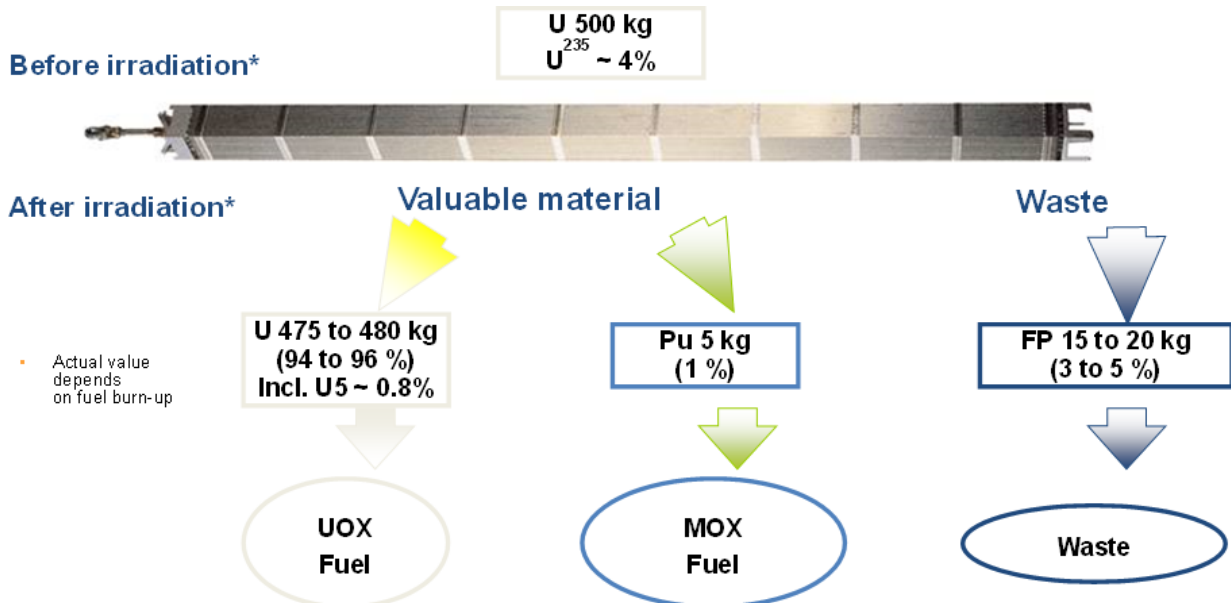 U 500 kg
U235 ~ 4%
Before irradiation*
After irradiation*
Valuable material
Waste
U 475 to 480 kg
(94 to 96 %)
Incl. U5 ~ 0.8%
Pu 5 kg
(1 %)
FP 15 to 20 kg
(3 to 5 %)
▪ Actual value
depends
on fuel burn-up
UOX
Fuel
MOX
Fuel
Waste